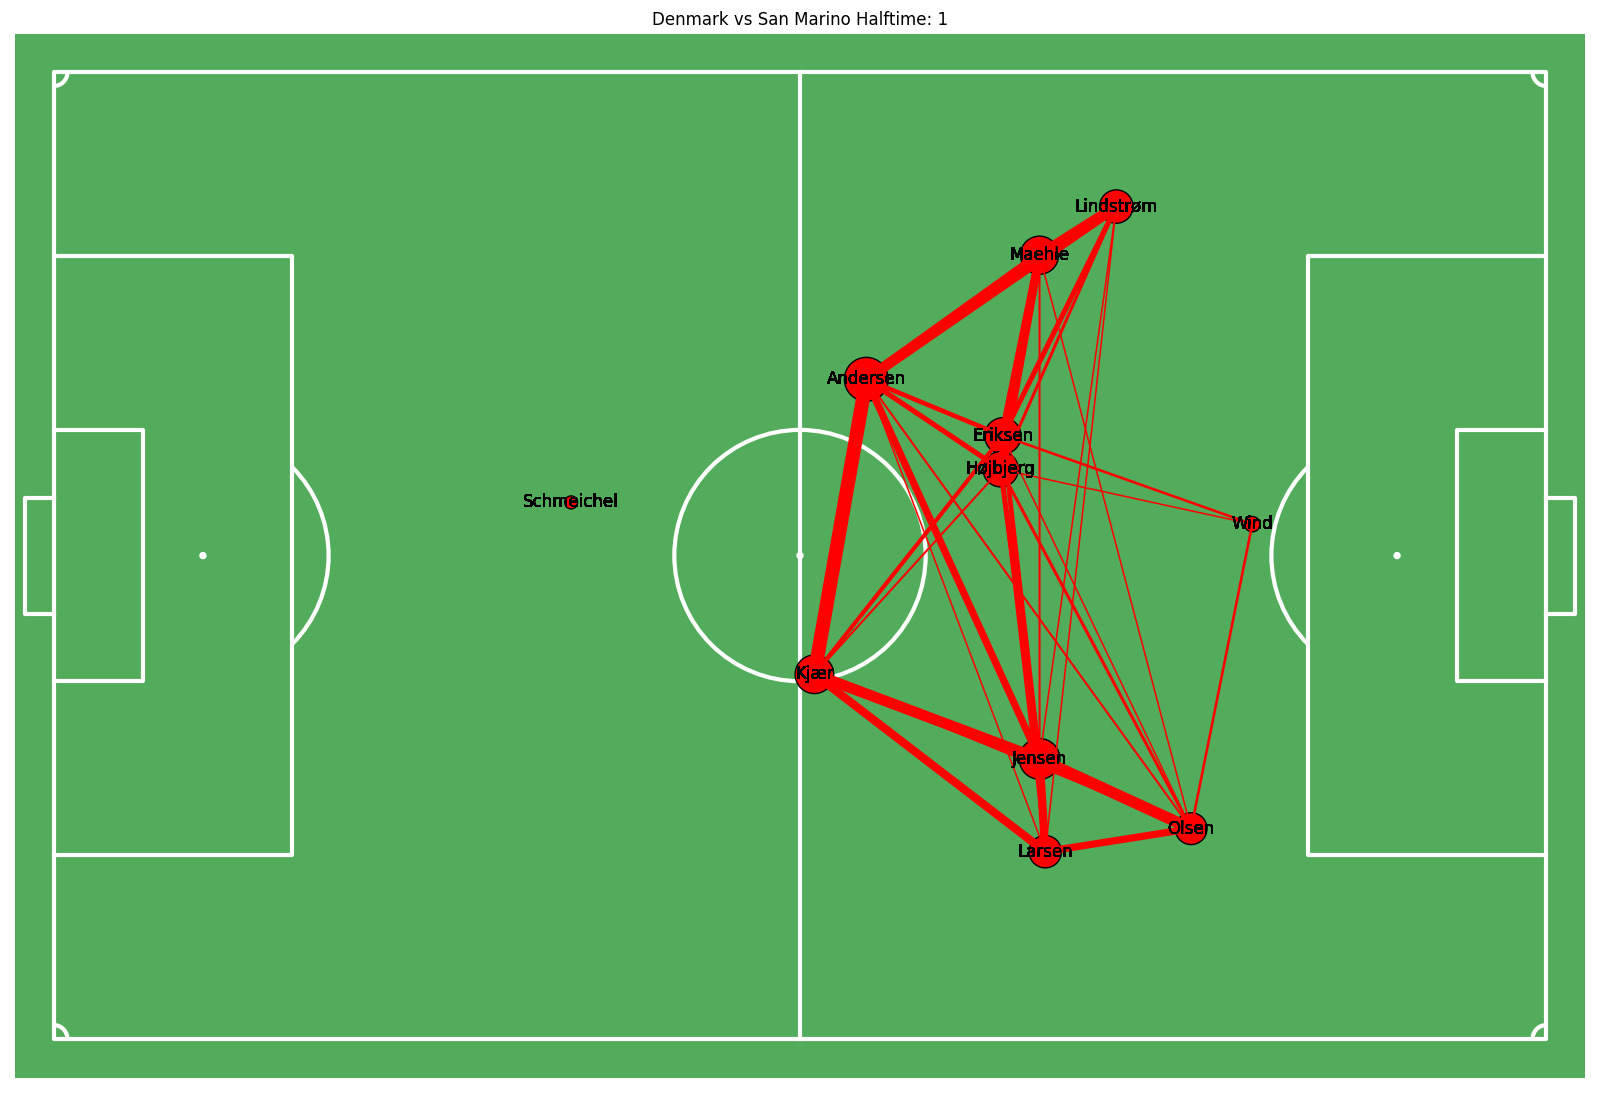 Denmark vs San Marino Halftime: 1
Lindstrøm
Maehle
Andersen
Eriksen
Højbjerg
Schmeichel
Wind
Kjær
Jensen
Olsen
Larsen